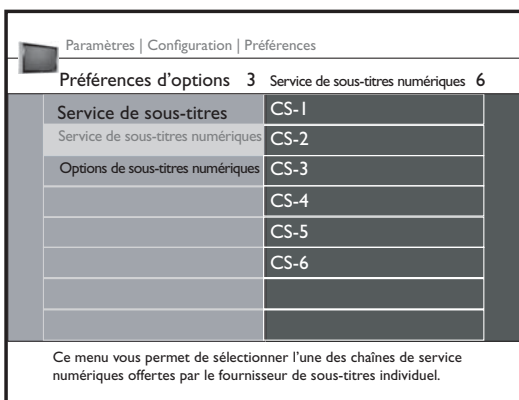 Paramètres | Configuration | Préférences
Préférences d'options 3 Service de sous-titres numériques 6
Service de sous-titres CS-1
Service de sous-titres numériques CS-2
Options de sous-titres numériques CS-3
CS-4
CS-5
CS-6
Ce menu vous permet de sélectionner l'une des chaînes de service
numériques offertes par le fournisseur de sous-titres individuel.